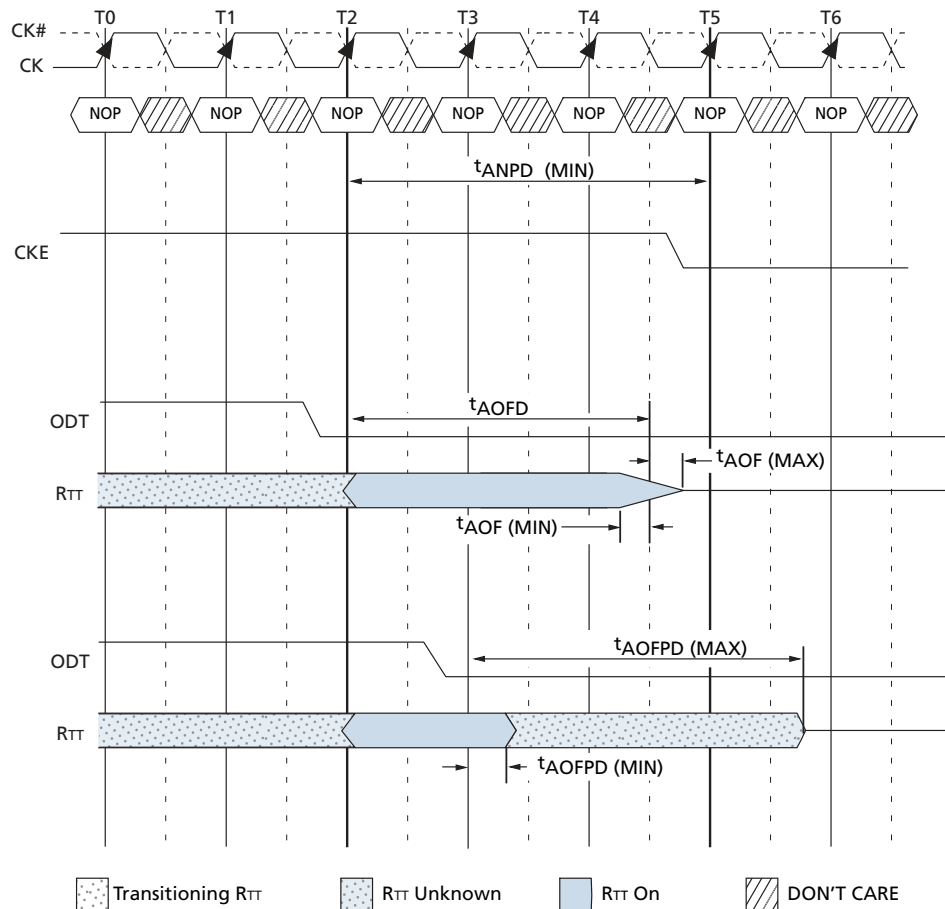 T0 T1 T2 T3 T4 T5 T6
CK#
CK
NOP NOP NOP NOP NOP NOP NOP
tANPD (MIN)
CKE
tAOFD
ODT
tAOF (MAX)
RTT
tAOF (MIN)
tAOFPD (MAX)
ODT
RTT
tAOFPD (MIN)
Transitioning RTT RTT Unknown RTT On DON'T CARE